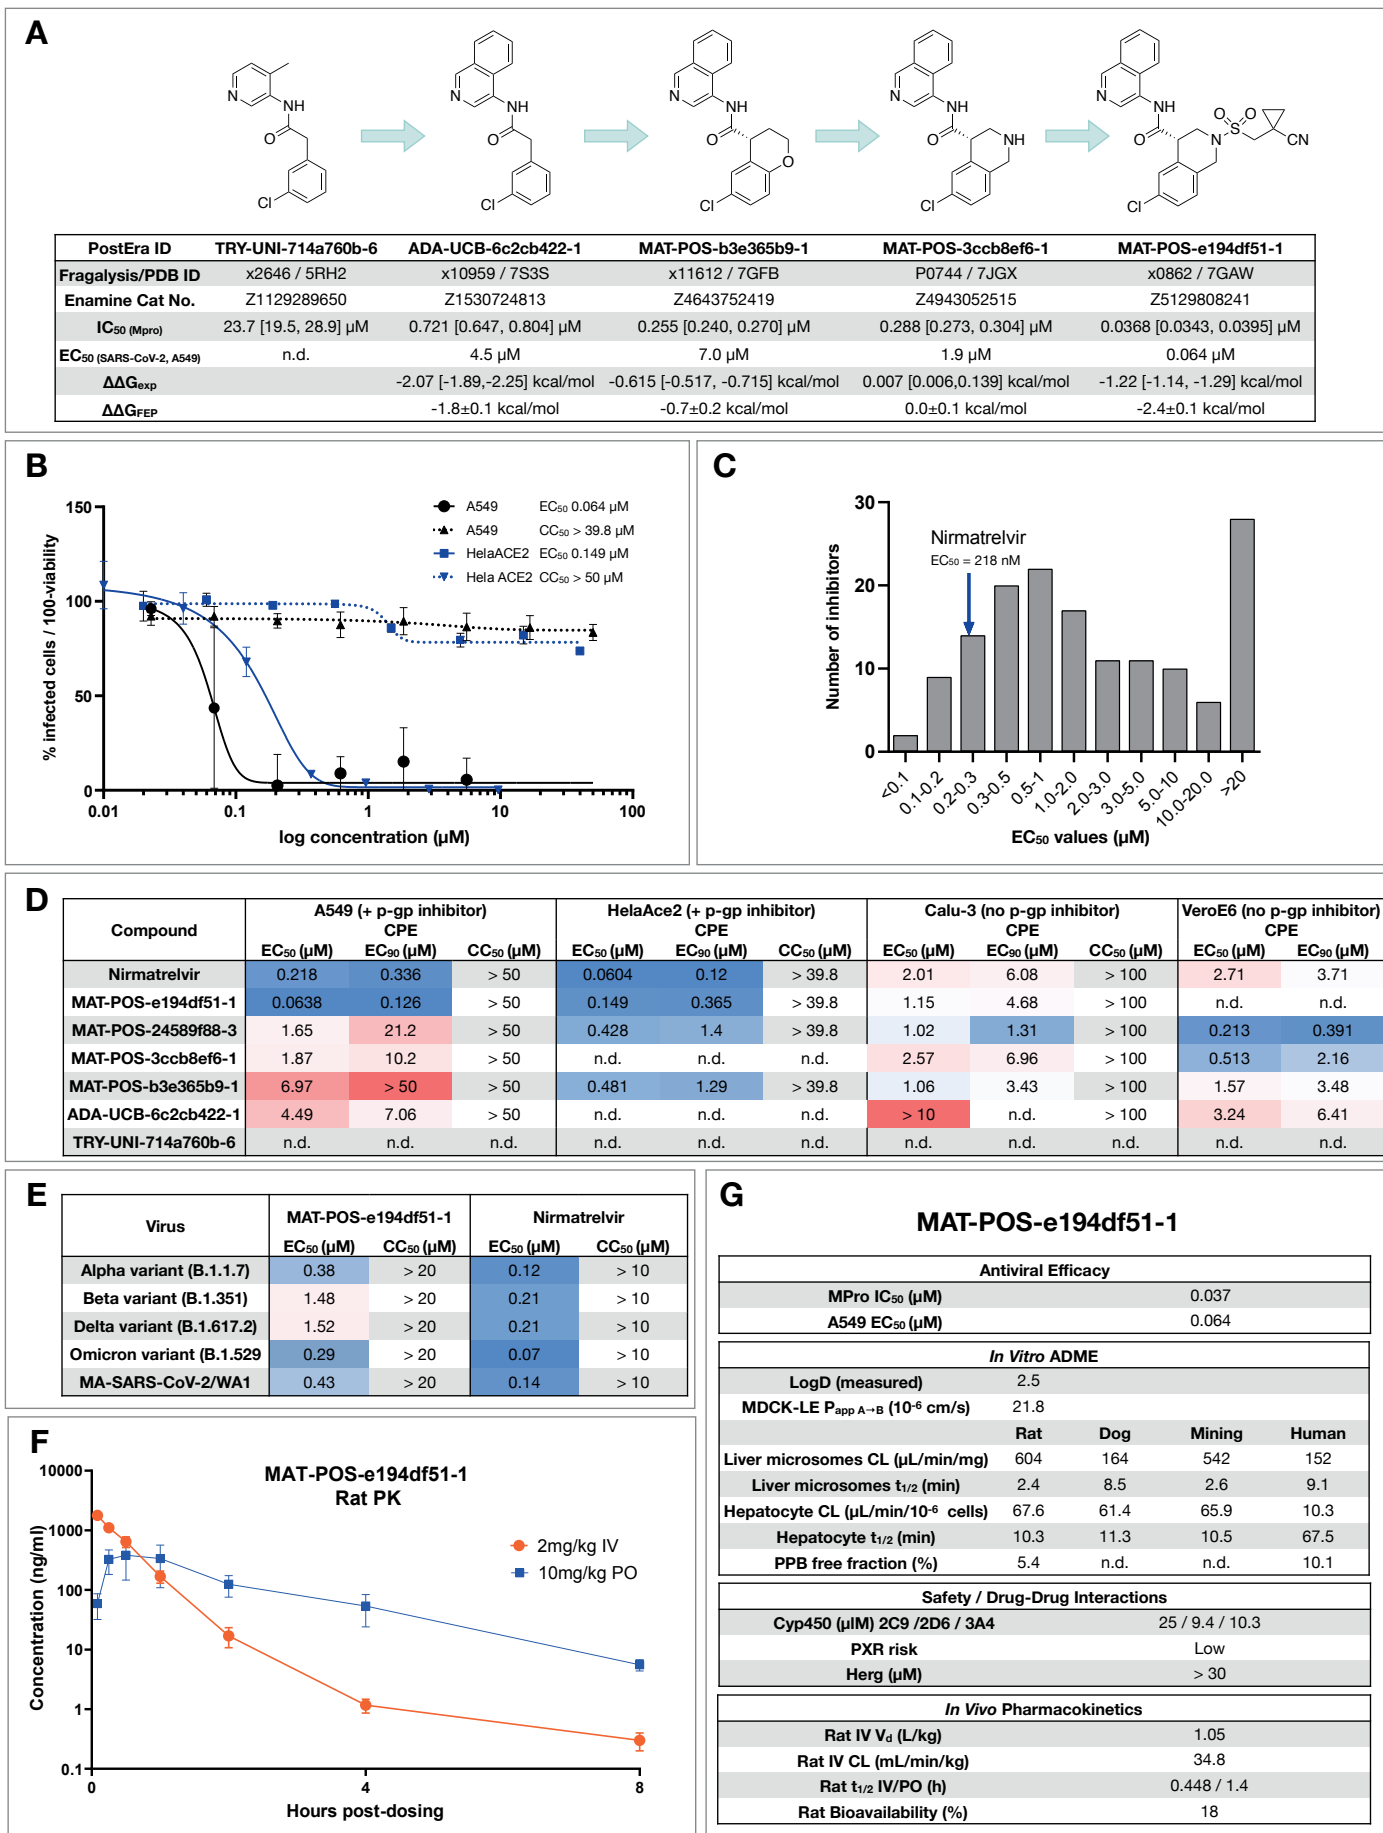 A
N
NH
O
Cl
N
NH
O
Cl
N
NH
O
O
Cl
N
NH
O
NH
Cl
N
NH
O
O
O
S
N
CN
Cl
PostEra ID TRY-UNI-714a760b-6 ADA-UCB-6c2cb422-1 MAT-POS-b3e365b9-1 MAT-POS-3ccb8ef6-1 MAT-POS-e194df51-1
Fragalysis/PDB ID x2646 / 5RH2 x10959 / 7S3S x11612 / 7GFB P0744 / 7JGX x0862 / 7GAW
Enamine Cat No. Z1129289650 Z1530724813 Z4643752419 Z4943052515 Z5129808241
IC50 (Mpro) 23.7 [19.5, 28.9] µM 0.721 [0.647, 0.804] µM 0.255 [0.240, 0.270] µM 0.288 [0.273, 0.304] µM 0.0368 [0.0343, 0.0395] µM
EC50 (SARS-CoV-2, A549) n.d. 4.5 µM 7.0 µM 1.9 µM 0.064 µM
ΔΔGexp -2.07 [-1.89,-2.25] kcal/mol -0.615 [-0.517, -0.715] kcal/mol 0.007 [0.006,0.139] kcal/mol -1.22 [-1.14, -1.29] kcal/mol
ΔΔGFEP -1.8±0.1 kcal/mol -0.7±0.2 kcal/mol 0.0±0.1 kcal/mol -2.4±0.1 kcal/mol
B
% infected cells / 100-viability
150
100
50
0
0.01 0.1 1 10 100
log concentration (µM)
A549 EC50 0.064 µM
A549 CC50 > 39.8 µM
HelaACE2 EC50 0.149 µM
Hela ACE2 CC50 > 50 µM
C
Number of inhibitors
30
20
10
0
Nirmatrelvir
EC50 = 218 nM
<0.1 0.1-0.2 0.2-0.3 0.3-0.5 0.5-1 1.0-2.0 2.0-3.0 3.0-5.0 5.0-10 10.0-20.0 >20
EC50 values (µM)
D
Compound A549 (+ p-gp inhibitor) CPE HelaAce2 (+ p-gp inhibitor) CPE Calu-3 (no p-gp inhibitor) CPE VeroE6 (no p-gp inhibitor) CPE
EC50 (µM) EC90 (µM) CC50 (µM) EC50 (µM) EC90 (µM) CC50 (µM) EC50 (µM) EC90 (µM) CC50 (µM) EC50 (µM) EC90 (µM)
Nirmatrelvir 0.218 0.336 > 50 0.0604 0.12 > 39.8 2.01 6.08 > 100 2.71 3.71
MAT-POS-e194df51-1 0.0638 0.126 > 50 0.149 0.365 > 39.8 1.15 4.68 > 100 n.d. n.d.
MAT-POS-24589f88-3 1.65 21.2 > 50 0.428 1.4 > 39.8 1.02 1.31 > 100 0.213 0.391
MAT-POS-3ccb8ef6-1 1.87 10.2 > 50 n.d. n.d. n.d. 2.57 6.96 > 100 0.513 2.16
MAT-POS-b3e365b9-1 6.97 > 50 > 50 0.481 1.29 > 39.8 1.06 3.43 > 100 1.57 3.48
ADA-UCB-6c2cb422-1 4.49 7.06 > 50 n.d. n.d. n.d. > 10 n.d. > 100 3.24 6.41
TRY-UNI-714a760b-6 n.d. n.d. n.d. n.d. n.d. n.d. n.d. n.d. n.d. n.d. n.d.
E
Virus MAT-POS-e194df51-1 Nirmatrelvir
EC50 (µM) CC50 (µM) EC50 (µM) CC50 (µM)
Alpha variant (B.1.1.7) 0.38 > 20 0.12 > 10
Beta variant (B.1.351) 1.48 > 20 0.21 > 10
Delta variant (B.1.617.2) 1.52 > 20 0.21 > 10
Omicron variant (B.1.529 0.29 > 20 0.07 > 10
MA-SARS-CoV-2/WA1 0.43 > 20 0.14 > 10
F
MAT-POS-e194df51-1
Rat PK
Concentration (ng/ml)
10000
1000
100
10
1
0.1
2mg/kg IV
10mg/kg PO
0 4 8
Hours post-dosing
G
MAT-POS-e194df51-1
Antiviral Efficacy
MPro IC50 (µM) 0.037
A549 EC50 (µM) 0.064
In Vitro ADME
LogD (measured) 2.5
MDCK-LE Papp A→B (10-6 cm/s) 21.8
Rat Dog Mining Human
Liver microsomes CL (µL/min/mg) 604 164 542 152
Liver microsomes t1/2 (min) 2.4 8.5 2.6 9.1
Hepatocyte CL (µL/min/10-6 cells) 67.6 61.4 65.9 10.3
Hepatocyte t1/2 (min) 10.3 11.3 10.5 67.5
PPB free fraction (%) 5.4 n.d. n.d. 10.1
Safety / Drug-Drug Interactions
Cyp450 (µIM) 2C9 /2D6 / 3A4 25 / 9.4 / 10.3
PXR risk Low
Herg (µM) > 30
In Vivo Pharmacokinetics
Rat IV Vd (L/kg) 1.05
Rat IV CL (mL/min/kg) 34.8
Rat t1/2 IV/PO (h) 0.448 / 1.4
Rat Bioavailability (%) 18